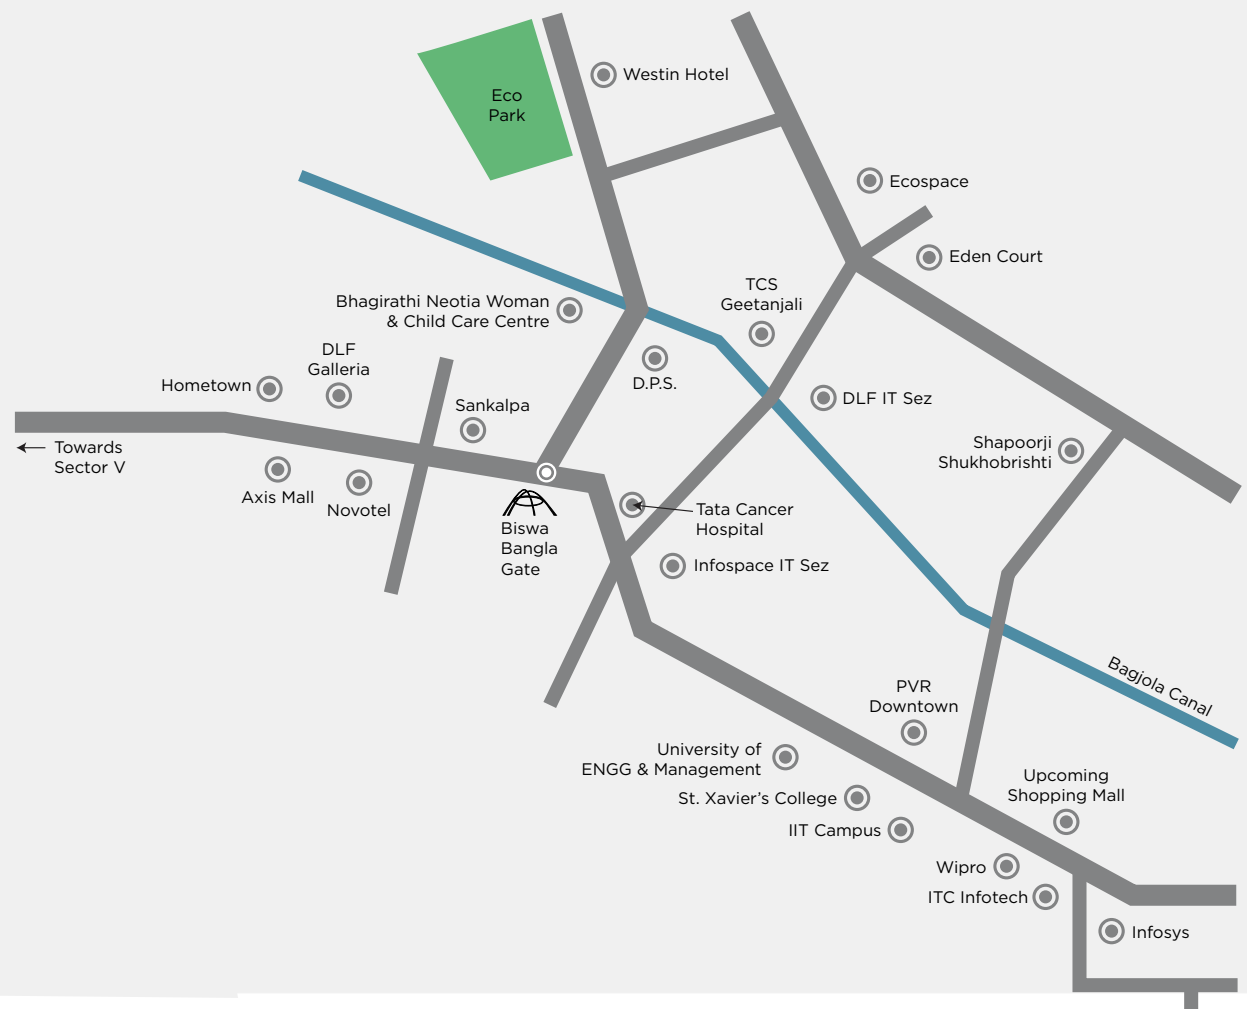 Westin Hotel
Eco
Park
Ecospace
Eden Court
TCS
Geetanjali
Bhagirathi Neotia Woman
& Child Care Centre
DLF
Galleria
Hometown
D.P.S.
DLF IT Sez
Sankalpa
Towards
Sector V
Shapoorji
Shukhobrishti
Axis Mall
Novotel
Tata Cancer
Hospital
Biswa
Bangla
Gate
Infospace IT Sez
Bagjola Canal
PVR
Downtown
University of
ENGG & Management
Upcoming
Shopping Mall
St. Xavier's College
IIT Campus
Wipro
ITC Infotech
Infosys